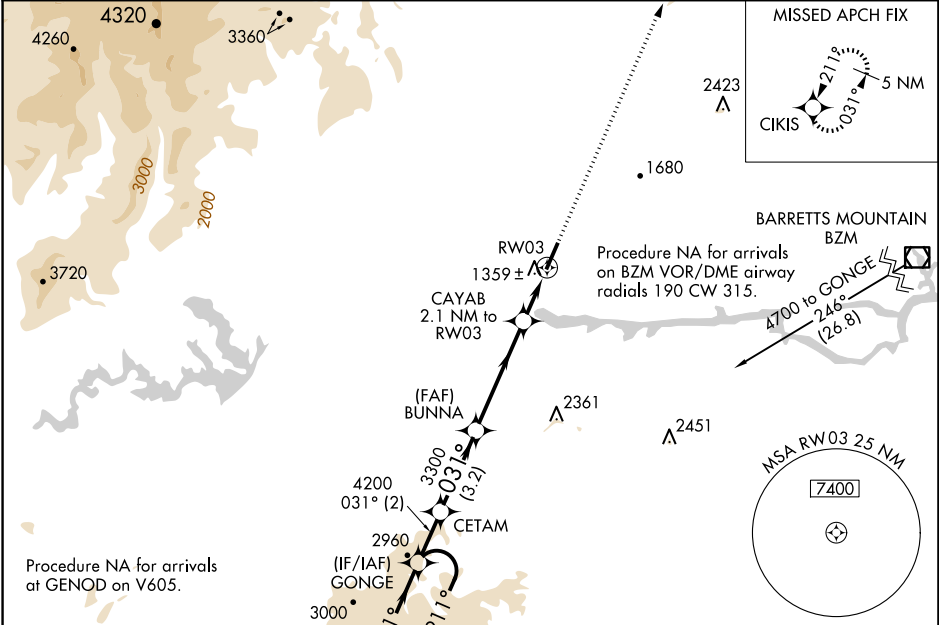 4320
4260
3360
3000
2000
3720
MISSED APCH FIX
211°
5 NM
031°
CIKIS
2423
1680
BARRETTS MOUNTAIN
BZM
RW03
1359 ±
Procedure NA for arrivals
on BZM VOR/DME airway
radials 190 CW 315.
4700 to GONGE
246°
(26.8)
CAYAB
2.1 NM to
RW03
(FAF)
BUNNA
2361
2451
3300
031°
(3.2)
4200
031° (2)
CETAM
MSA RW03 25 NM
7400
2960
(IF/IAF)
GONGE
3000
Procedure NA for arrivals
at GENOD on V605.